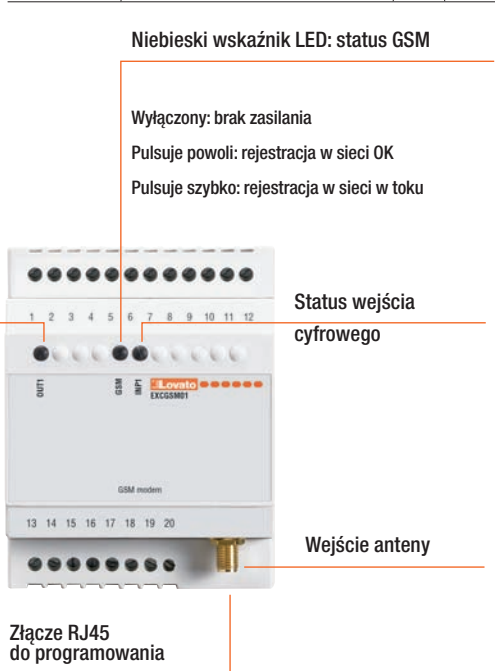 Niebieski wskaźnik LED: status GSM
Wyłączony: brak zasilania
Pulsuje powoli: rejestracja w sieci OK
Pulsuje szybko: rejestracja w sieci w toku
1 2 3 4 5 6 7 8 9 10 11 12
Status wejścia
cyfrowego
OUT1
GSM
INP1
Lovato
EXCGSM01
GSM modem
13 14 15 16 17 18 19 20
Wejście anteny
Złącze RJ45
do programowania